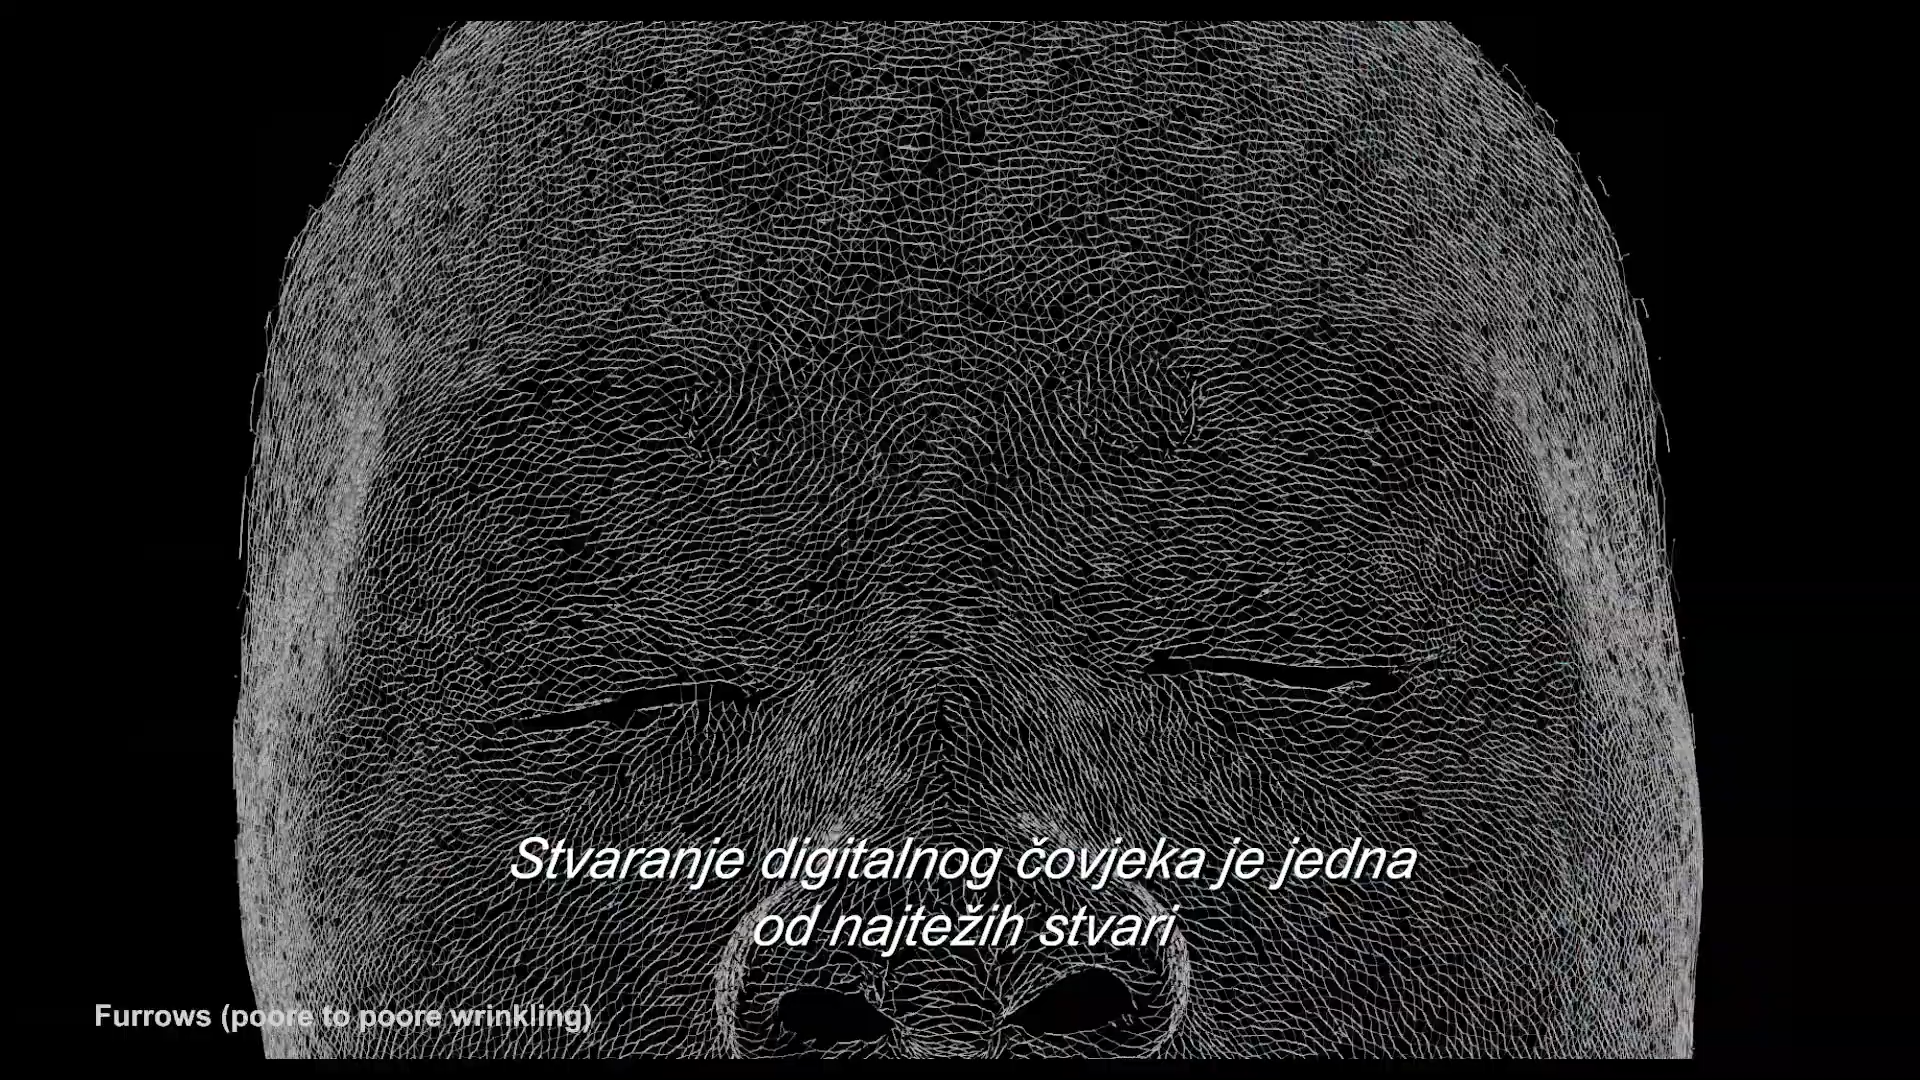 Stvaranje digitalnog čovjeka je jedna
od najtežih stvari
Furrows (poore to poore wrinkling)